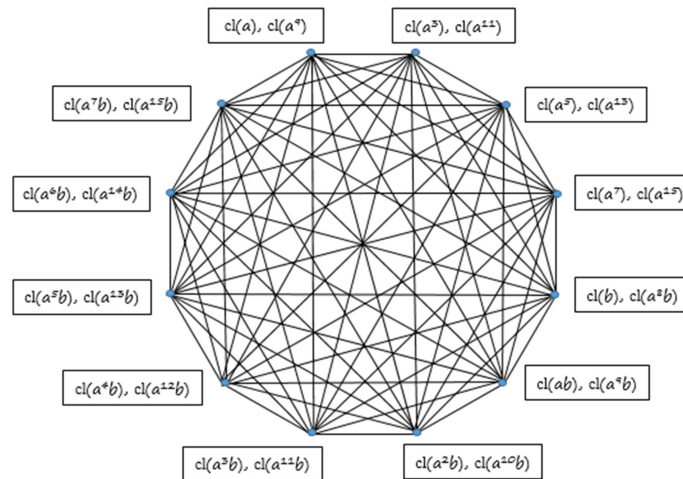 cl(a), cl(a⁹)
cl(a³), cl(a¹¹)
cl(a⁷b), cl(a¹⁵b)
cl(a⁵), cl(a¹³)
cl(a⁶b), cl(a¹⁴b)
cl(a⁷), cl(a¹⁵)
cl(a⁵b), cl(a¹³b)
cl(b), cl(a⁸b)
cl(a⁴b), cl(a¹²b)
cl(ab), cl(a⁹b)
cl(a³b), cl(a¹¹b)
cl(a²b), cl(a¹⁰b)